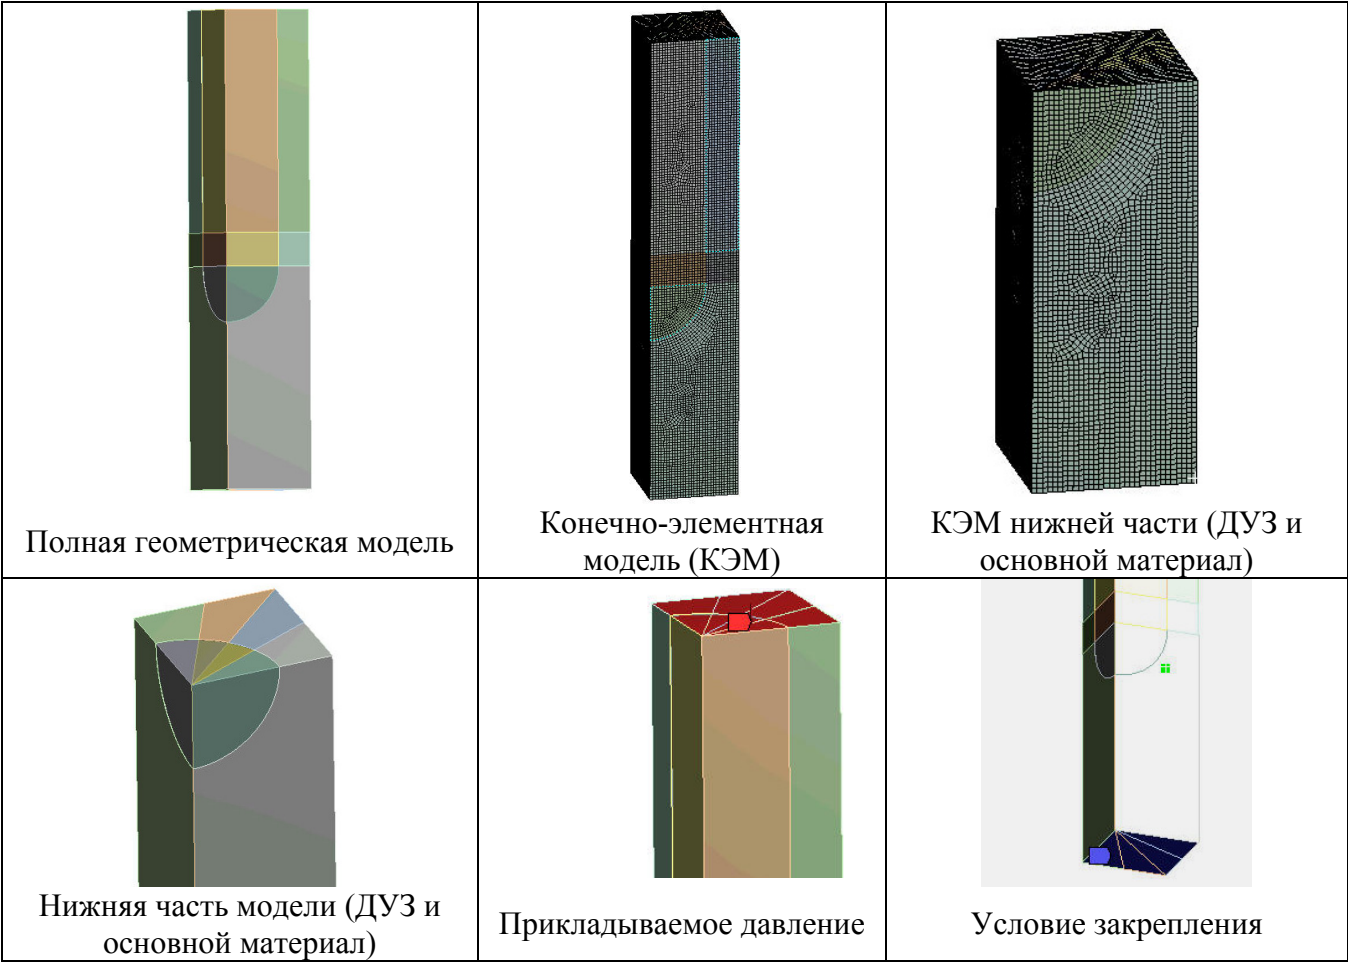 Полная геометрическая модель
Конечно-элементная
модель (КЭМ)
КЭМ нижней части (ДУЗ и
основной материал)
Нижняя часть модели (ДУЗ и
основной материал)
Прикладываемое давление
Условие закрепления